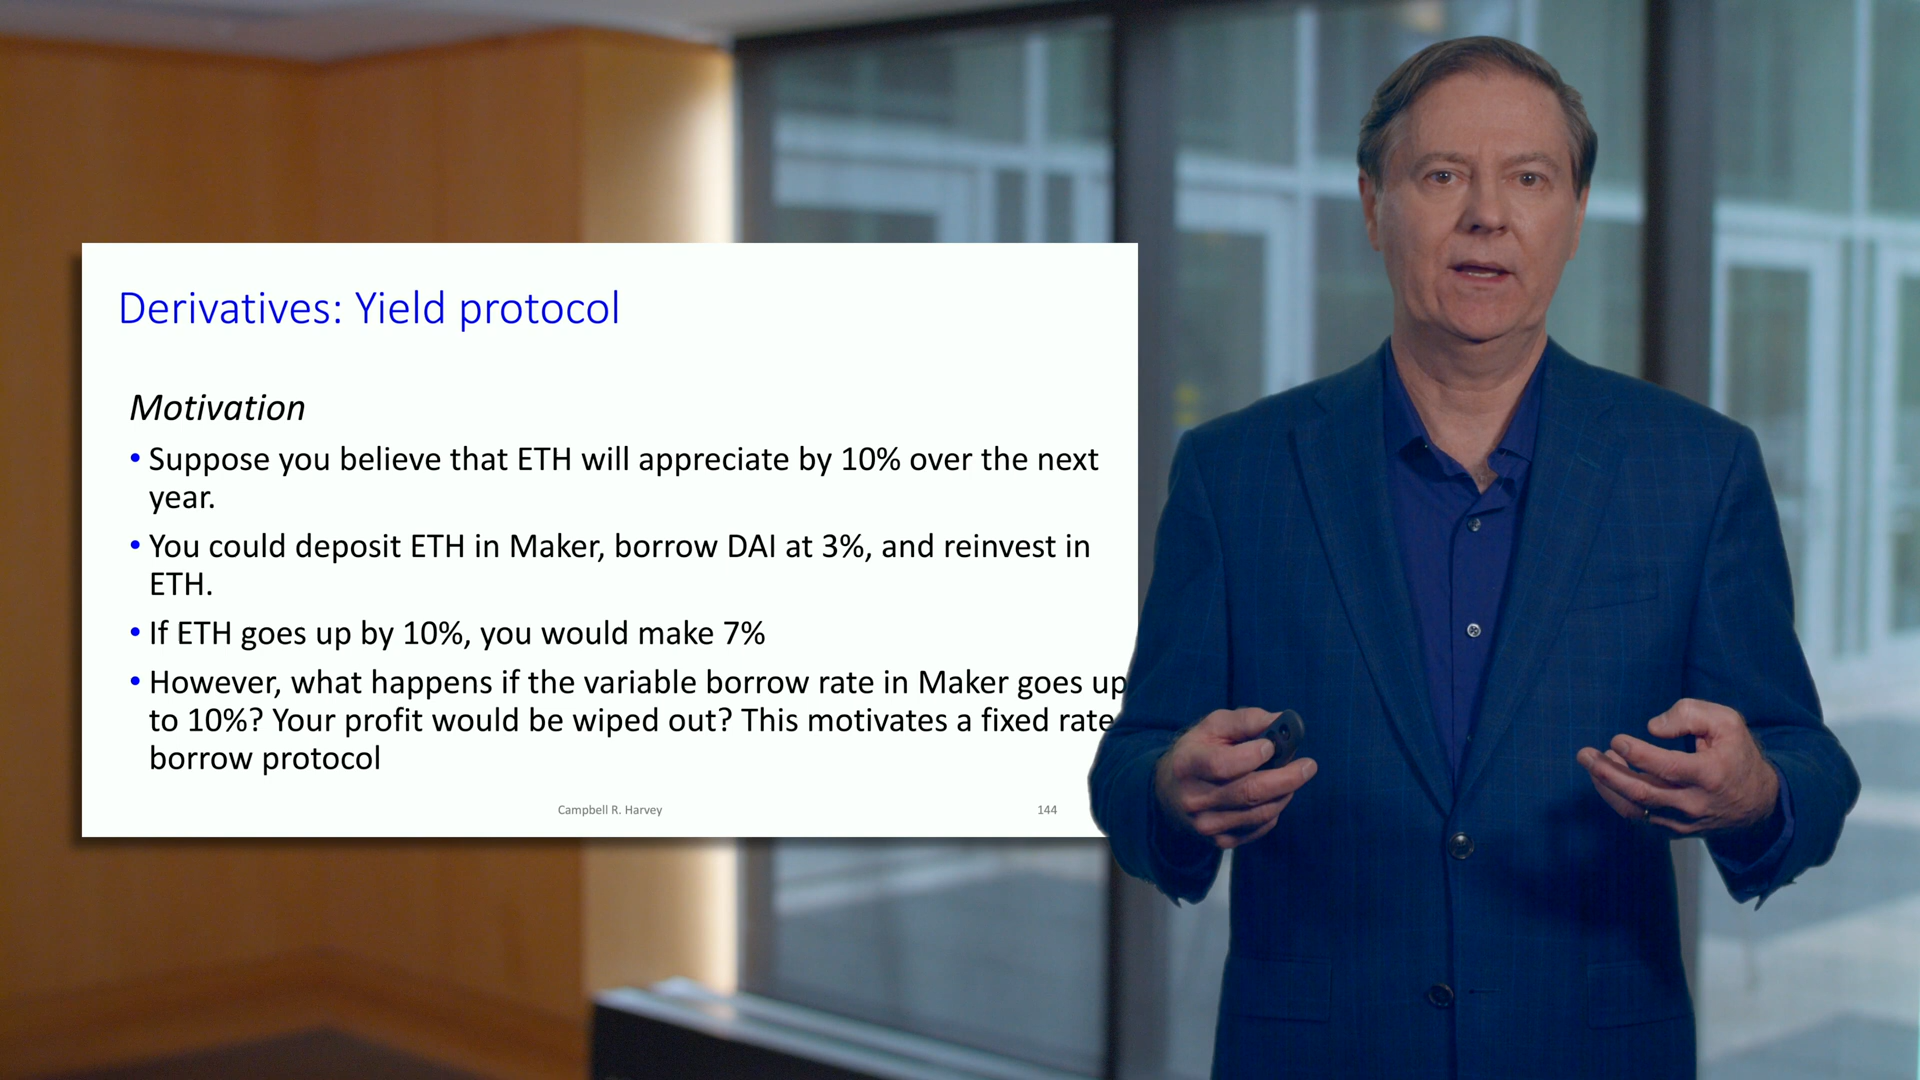 Derivatives: Yield protocol
Motivation
• Suppose you believe that ETH will appreciate by 10% over the next
year.
• You could deposit ETH in Maker, borrow DAI at 3%, and reinvest in
ETH.
• If ETH goes up by 10%, you would make 7%
• However, what happens if the variable borrow rate in Maker goes up
to 10%? Your profit would be wiped out? This motivates a fixed rate
borrow protocol
Campbell R. Harvey
144